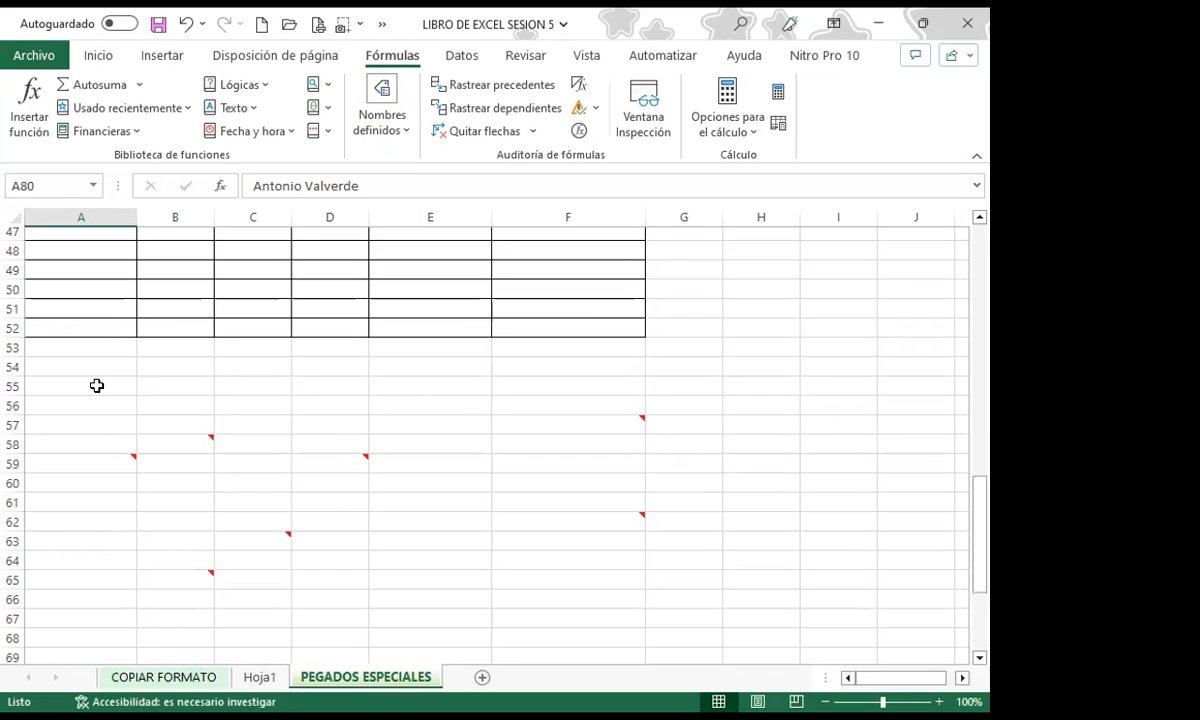 Autoguardado LIBRO DE EXCEL SESION 5
Archivo Inicio Insertar Disposición de página Fórmulas Datos Revisar Vista Automatizar Ayuda Nitro Pro 10
fx Autosuma Lógicas Rastrear precedentes
Insertar función Usado recientemente Texto Nombres definidos Rastrear dependientes Ventana Inspección Opciones para el cálculo
Financieras Fecha y hora Quitar flechas
Biblioteca de funciones Auditoría de fórmulas Cálculo
A80 fx Antonio Valverde
A B C D E F G H I J
47
48
49
50
51
52
53
54
55
56
57
58
59
60
61
62
63
64
65
66
67
68
69
COPIAR FORMATO Hoja1 PEGADOS ESPECIALES
Listo Accesibilidad: es necesario investigar 100%